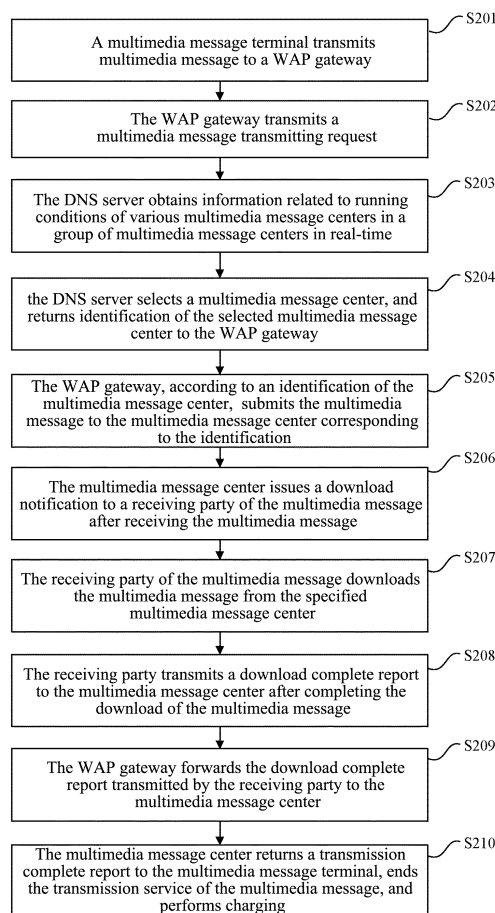 S201
A multimedia message terminal transmits
multimedia message to a WAP gateway
S202
The WAP gateway transmits a
multimedia message transmitting request
S203
The DNS server obtains information related to running
conditions of various multimedia message centers in a
group of multimedia message centers in real-time
S204
the DNS server selects a multimedia message center, and
returns identification of the selected multimedia message
center to the WAP gateway
S205
The WAP gateway, according to an identification of the
multimedia message center, submits the multimedia
message to the multimedia message center corresponding
to the identification
S206
The multimedia message center issues a download
notification to a receiving party of the multimedia message
after receiving the multimedia message
S207
The receiving party of the multimedia message downloads
the multimedia message from the specified
multimedia message center
S208
The receiving party transmits a download complete report
to the multimedia message center after completing the
download of the multimedia message
S209
The WAP gateway forwards the download complete
report transmitted by the receiving party to the
multimedia message center
S210
The multimedia message center returns a transmission
complete report to the multimedia message terminal, ends
the transmission service of the multimedia message, and
performs charging